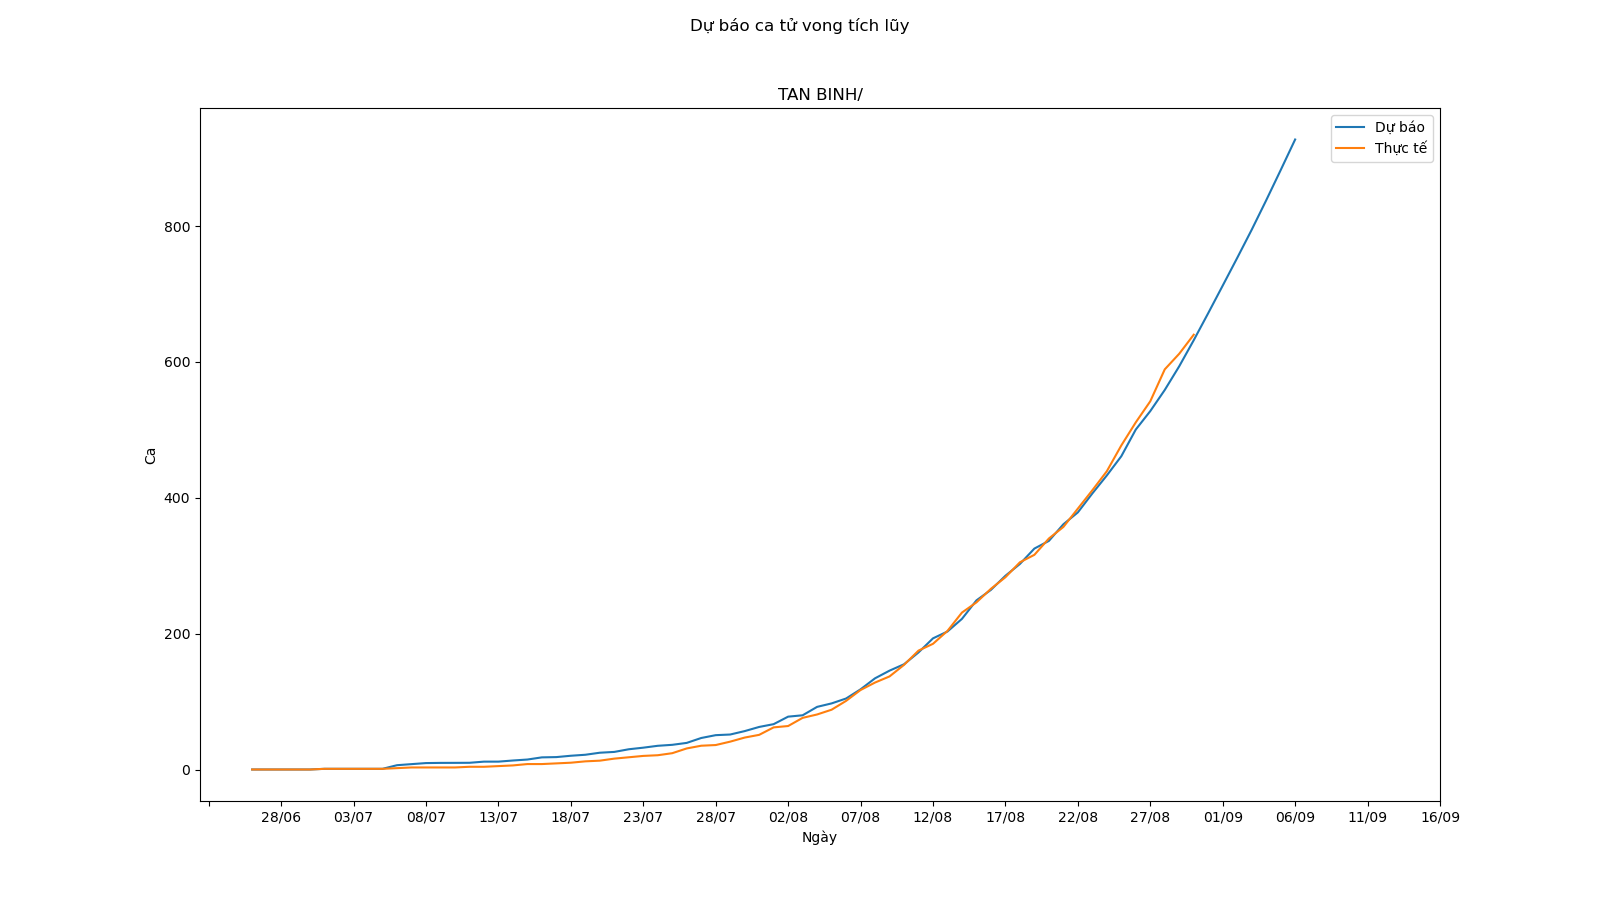 Dự báo ca tử vong tích lũy
TAN BINH/
Dự báo
Thực tế
800
600
400
200
0
Ca
28/06 03/07 08/07 13/07 18/07 23/07 28/07 02/08 07/08 12/08 17/08 22/08 27/08 01/09 06/09 11/09 16/09
Ngày